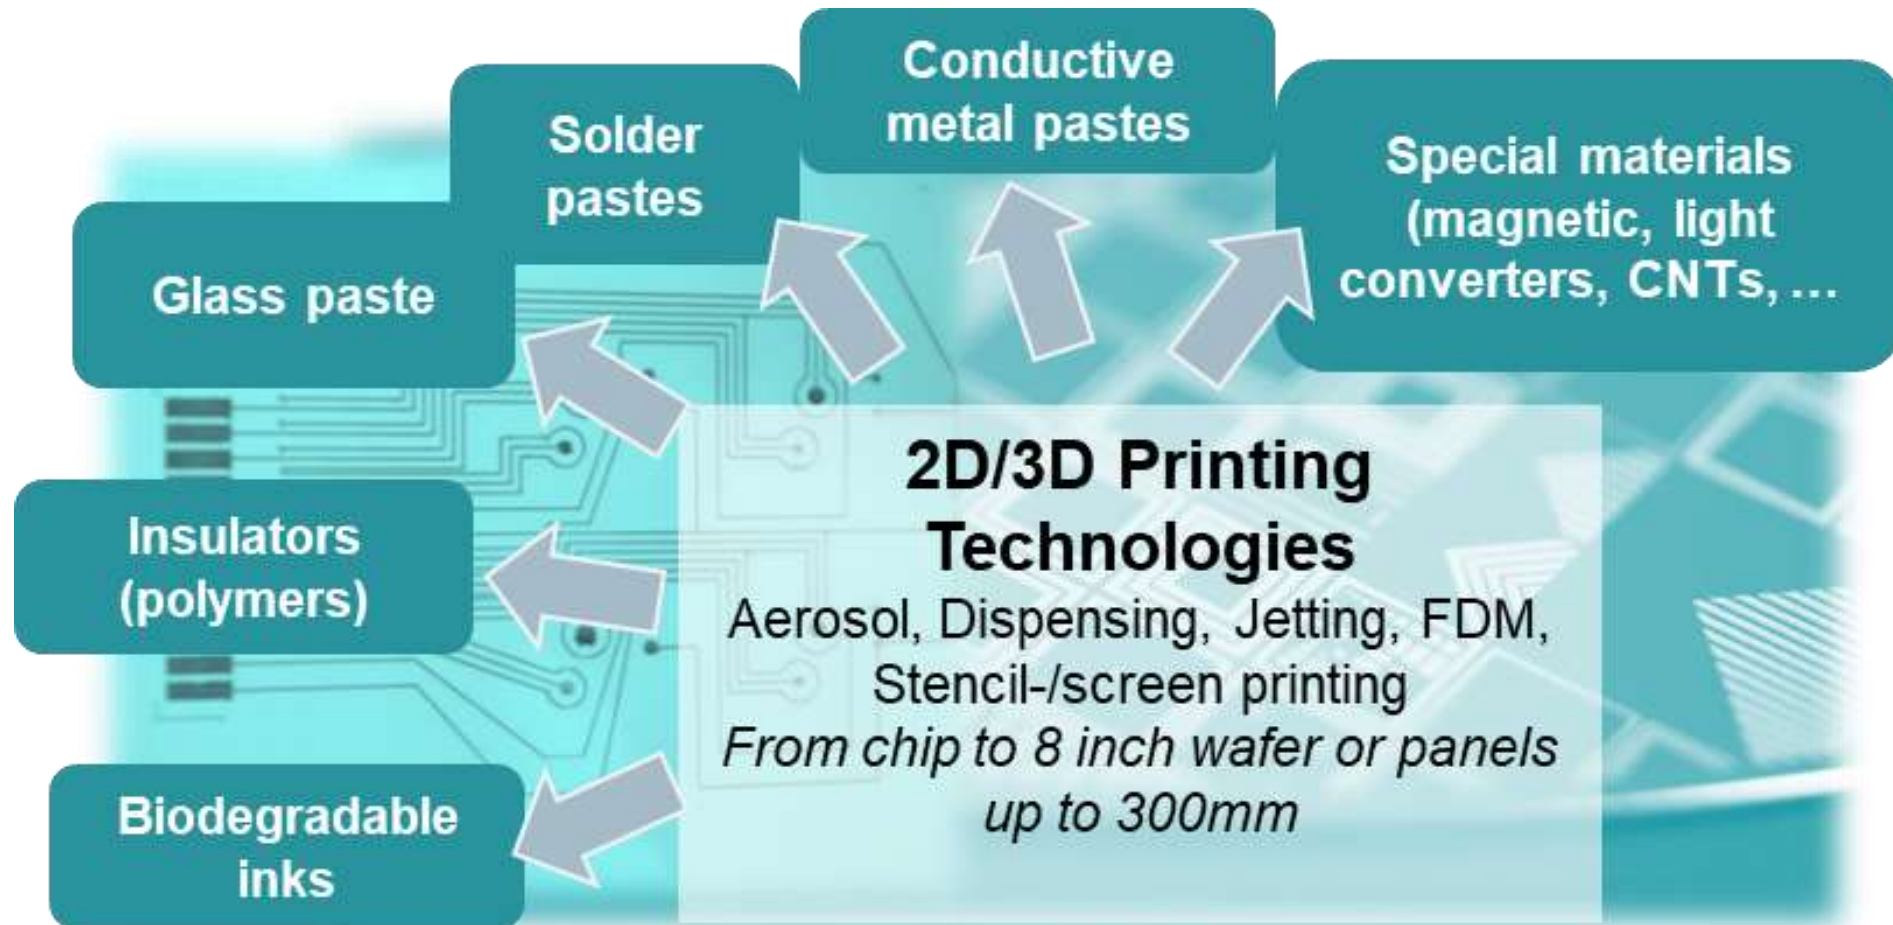 Conductive
metal pastes
Solder
pastes
Special materials
(magnetic, light
converters, CNTs, ...
Glass paste
Insulators
(polymers)
Biodegradable
inks
2D/3D Printing
Technologies
Aerosol, Dispensing, Jetting, FDM,
Stencil-/screen printing
From chip to 8 inch wafer or panels
up to 300mm